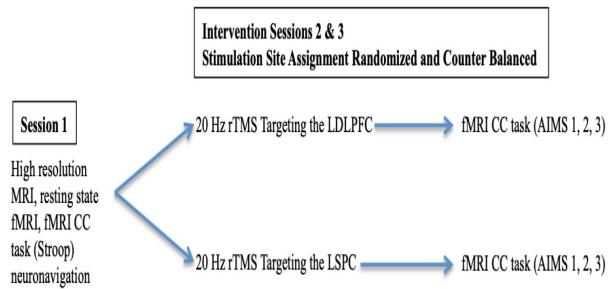 Intervention Sessions 2 & 3
Stimulation Site Assignment Randomized and Counter Balanced
Session 1
High resolution
MRI, resting state
fMRI, fMRI CC
task (Stroop)
neuronavigation
20 Hz rTMS Targeting the LDLPFC
fMRI CC task (AIMS 1, 2, 3)
20 Hz rTMS Targeting the LSPC
fMRI CC task (AIMS 1, 2, 3)